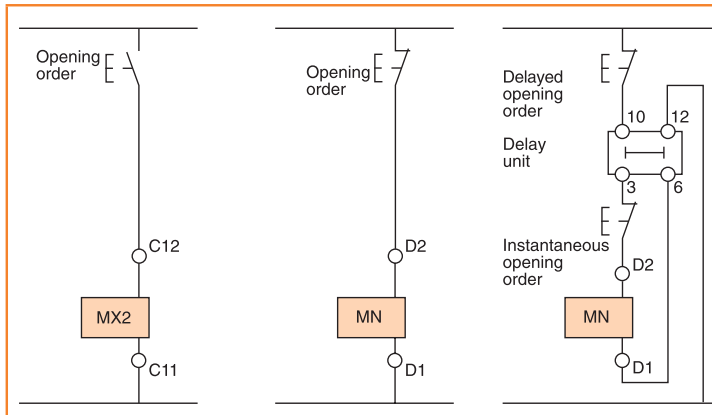 Opening
order
C12
MX2
C11
Opening
order
D2
MN
D1
Delayed
opening
order
10
12
Delay
unit
3
6
Instantaneous
opening
order
D2
MN
D1